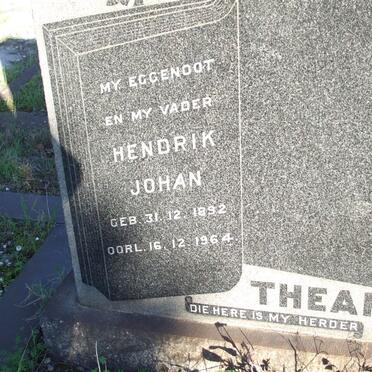 MY EGGENOOT
EN MY VADER
HENDRIK
JOHAN
GEB. 31. 12. 1892
OORL. 16. 12. 1964
THEA
DIE HERE IS MY HERDER